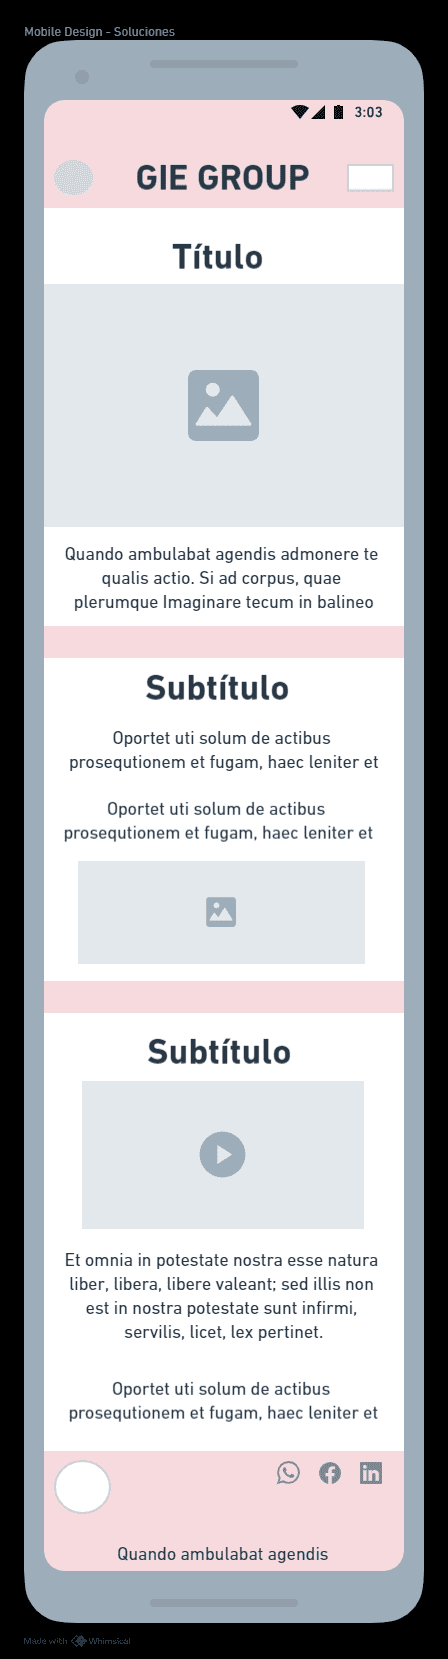 Mobile Design - Soluciones
3:03
GIE GROUP
Título
Quando ambulabat agendis admonere te
qualis actio. Si ad corpus, quae
plerumque Imaginare tecum in balineo
Subtítulo
Oportet uti solum de actibus
prosequtionem et fugam, haec leniter et
Oportet uti solum de actibus
prosequtionem et fugam, haec leniter et
Subtítulo
Et omnia in potestate nostra esse natura
liber, libera, libere valeant; sed illis non
est in nostra potestate sunt infirmi,
servilis, licet, lex pertinet.
Oportet uti solum de actibus
prosequtionem et fugam, haec leniter et
in
Quando ambulabat agendis
Made with Whimsical